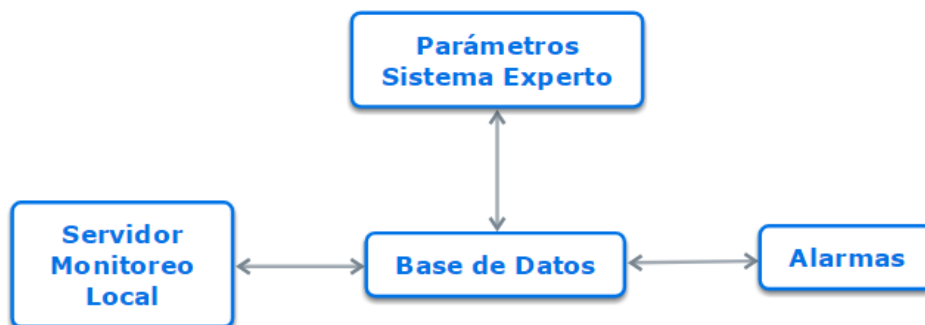 Parámetros
Sistema Experto
Servidor
Monitoreo
Local
Base de Datos
Alarmas